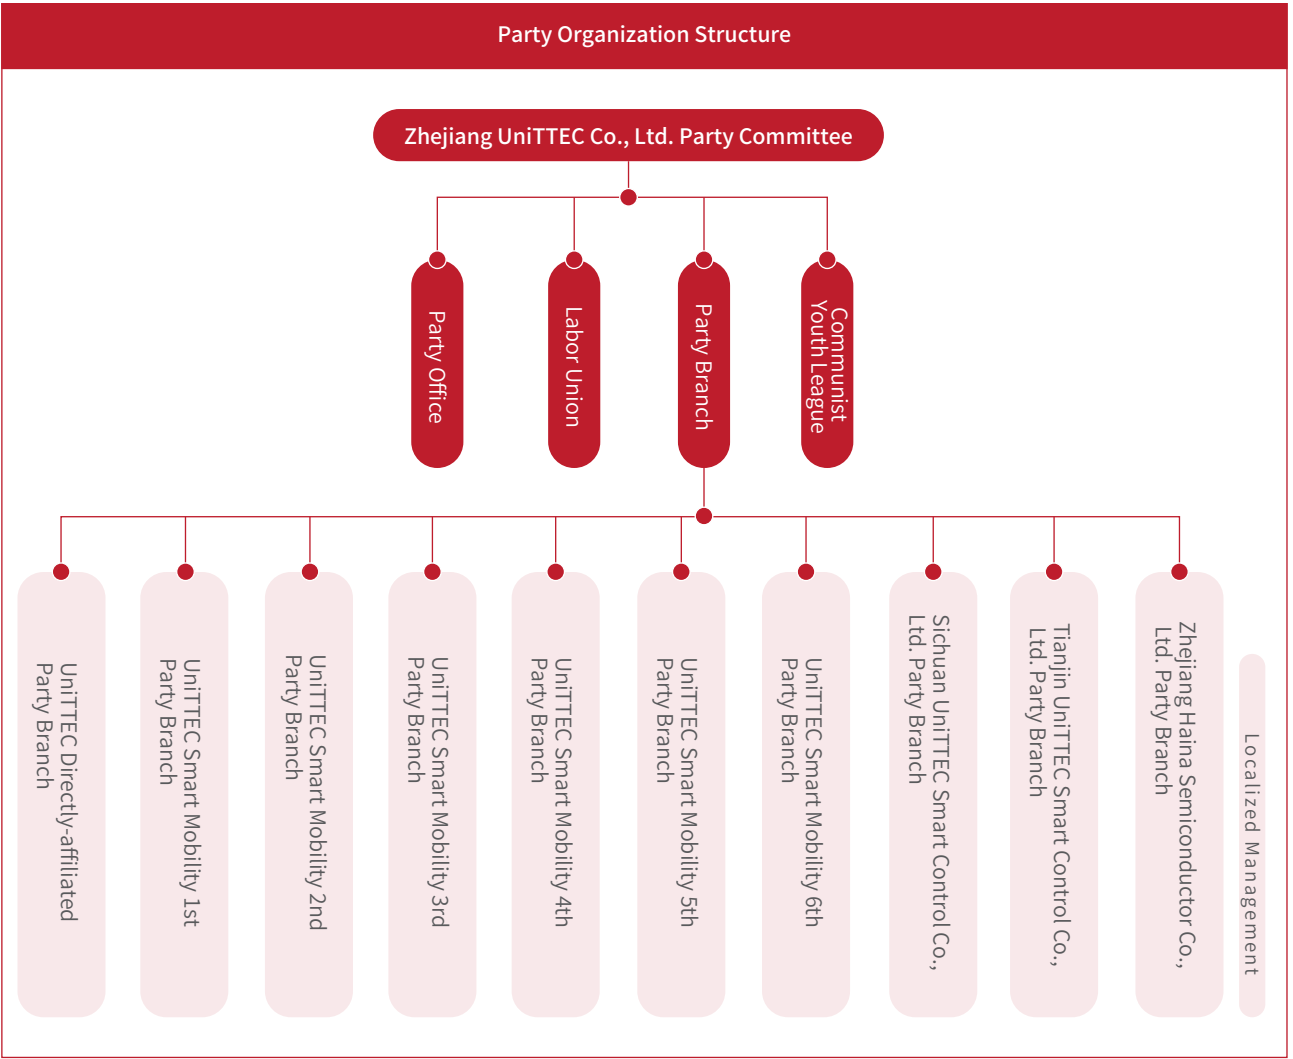 Party Organization Structure
Zhejiang UniTTEC Co., Ltd. Party Committee
Party Office
Labor Union
Party Branch
Communist
Youth League
UniTTEC Directly-affiliated
Party Branch
UniTTEC Smart Mobility 1st
Party Branch
UniTTEC Smart Mobility 2nd
Party Branch
UniTTEC Smart Mobility 3rd
Party Branch
UniTTEC Smart Mobility 4th
Party Branch
UniTTEC Smart Mobility 5th
Party Branch
UniTTEC Smart Mobility 6th
Party Branch
Sichuan UniTTEC Smart Control Co.,
Ltd. Party Branch
Tianjin UniTTEC Smart Control Co.,
Ltd. Party Branch
Zhejiang Haina Semiconductor Co.,
Ltd. Party Branch
Localized Management